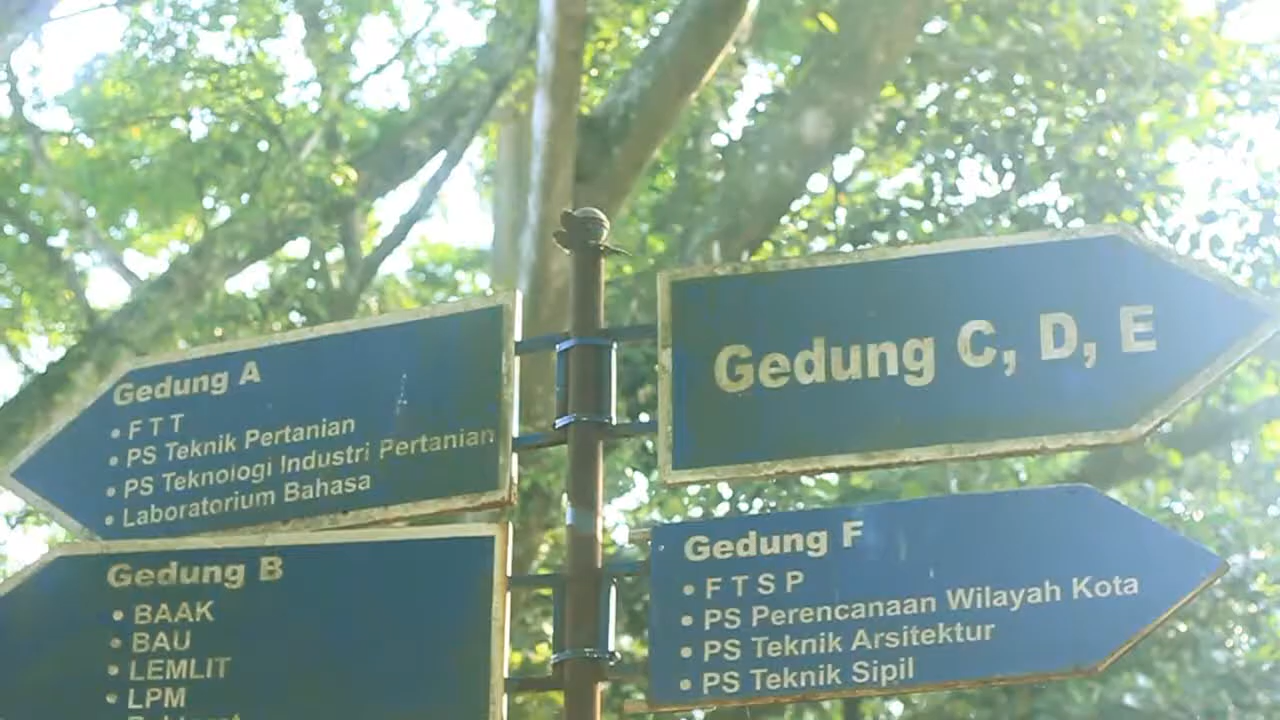 Gedung A
• F T T
• PS Teknik Pertanian
• PS Teknologi Industri Pertanian
• Laboratorium Bahasa
Gedung B
• BAAK
• BAU
• LEMLIT
• LPM
Gedung C, D, E
Gedung F
• F T S P
• PS Perencanaan Wilayah Kota
• PS Teknik Arsitektur
• PS Teknik Sipil